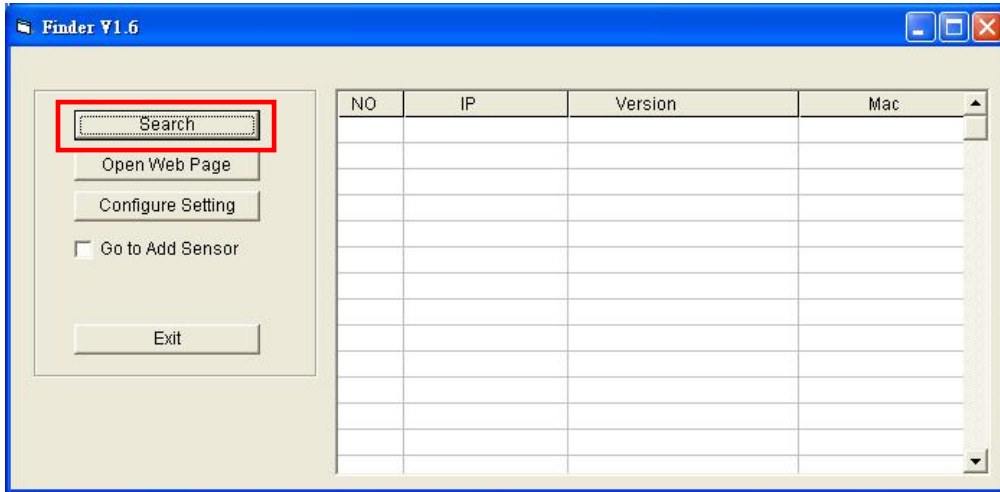 Finder V1.6
Search
Open Web Page
Configure Setting
Go to Add Sensor
Exit
NO IP Version Mac